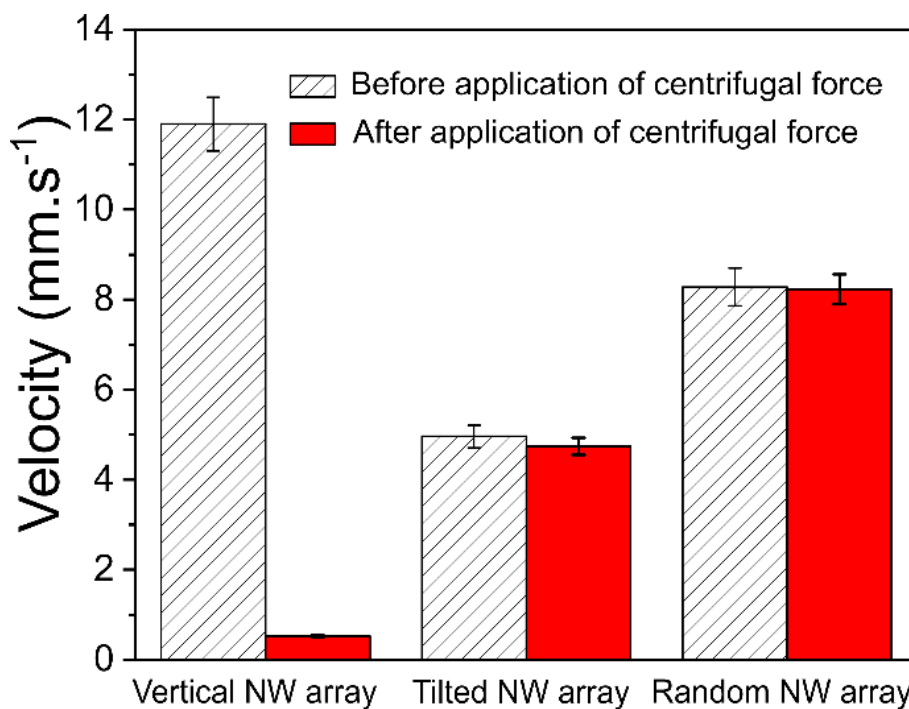 14
12
10
8
6
4
2
0
Velocity (mm.s⁻¹)
Before application of centrifugal force
After application of centrifugal force
Vertical NW array Tilted NW array Random NW array